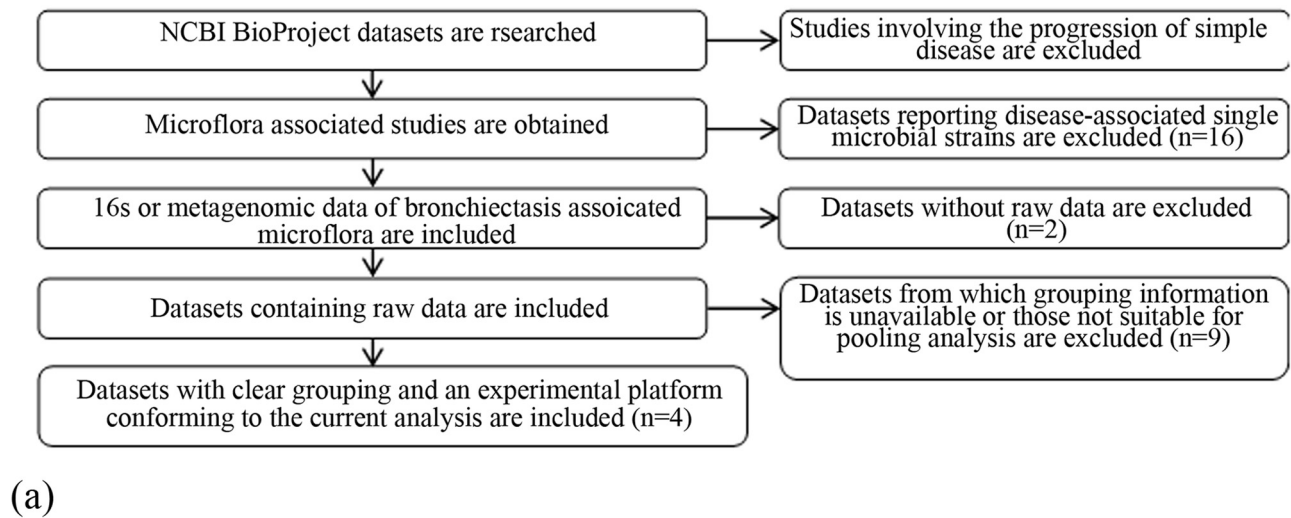 NCBI BioProject datasets are rsearched
Studies involving the progression of simple
disease are excluded
Microflora associated studies are obtained
Datasets reporting disease-associated single
microbial strains are excluded (n=16)
16s or metagenomic data of bronchiectasis assoicated
microflora are included
Datasets without raw data are excluded
(n=2)
Datasets containing raw data are included
Datasets from which grouping information
is unavailable or those not suitable for
pooling analysis are excluded (n=9)
Datasets with clear grouping and an experimental platform
conforming to the current analysis are included (n=4)
(a)